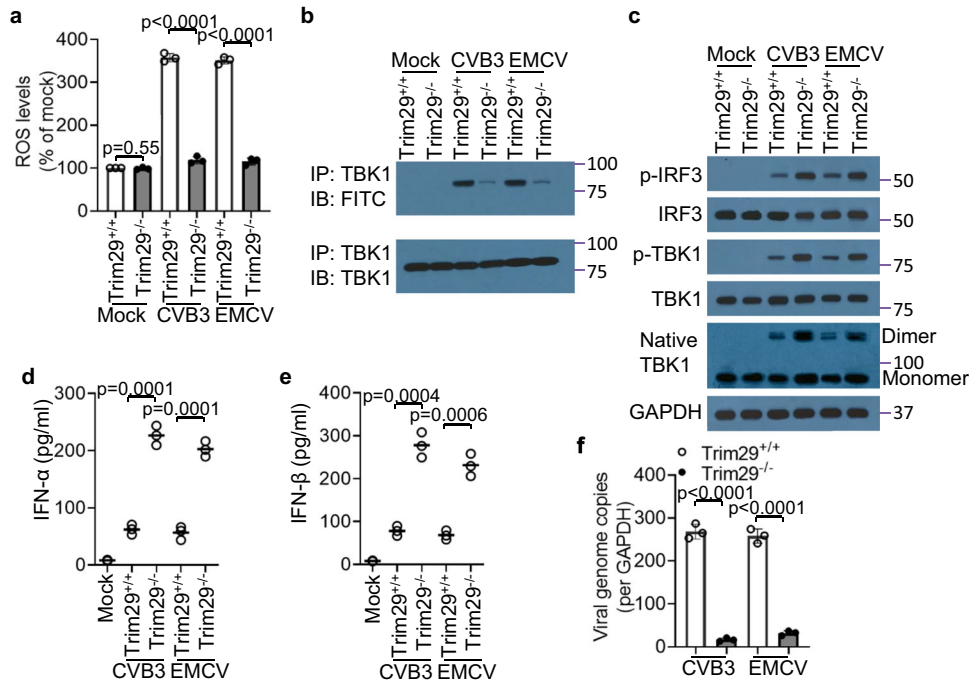 a
ROS levels
(% of mock)
400
300
200
100
0
p<0.0001
p<0.0001
p=0.55
Trim29+/+
Trim29-/-
Trim29+/+
Trim29-/-
Trim29+/+
Trim29-/-
Mock CVB3 EMCV
b
Mock CVB3 EMCV
Trim29+/+
Trim29-/-
Trim29+/+
Trim29-/-
Trim29+/+
Trim29-/-
IP: TBK1
IB: FITC
100
75
IP: TBK1
IB: TBK1
100
75
c
Mock CVB3 EMCV
Trim29+/+
Trim29-/-
Trim29+/+
Trim29-/-
Trim29+/+
Trim29-/-
p-IRF3
50
IRF3
50
p-TBK1
75
TBK1
75
Native
TBK1
Dimer
100
Monomer
GAPDH
37
d
IFN-α (pg/ml)
300
200
100
0
p=0.0001
p=0.0001
Mock
Trim29+/+
Trim29-/-
Trim29+/+
Trim29-/-
CVB3 EMCV
e
IFN-β (pg/ml)
400
300
200
100
0
p=0.0004
p=0.0006
Mock
Trim29+/+
Trim29-/-
Trim29+/+
Trim29-/-
CVB3 EMCV
f
Trim29+/+
Trim29-/-
Viral genome copies
(per GAPDH)
400
300
200
100
0
p<0.0001
p<0.0001
CVB3 EMCV